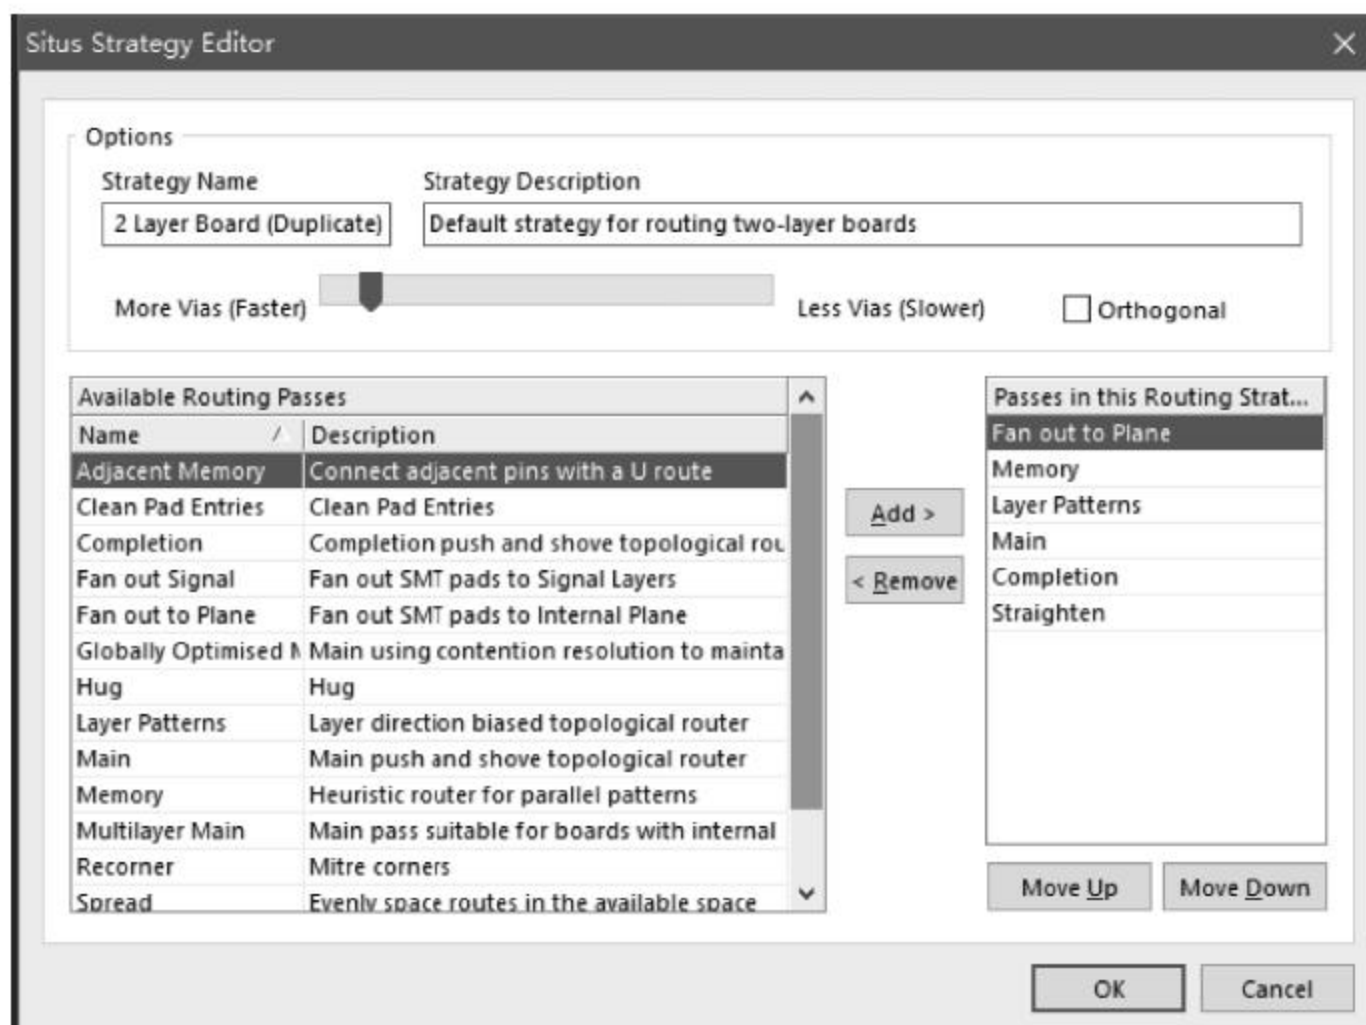 Situs Strategy Editor
Options
Strategy Name
Strategy Description
2 Layer Board (Duplicate)
Default strategy for routing two-layer boards
More Vias (Faster)
Less Vias (Slower)
Orthogonal
Available Routing Passes
Name Description
Adjacent Memory Connect adjacent pins with a U route
Clean Pad Entries Clean Pad Entries
Completion Completion push and shove topological rou
Fan out Signal Fan out SMT pads to Signal Layers
Fan out to Plane Fan out SMT pads to Internal Plane
Globally Optimised M Main using contention resolution to mainta
Hug Hug
Layer Patterns Layer direction biased topological router
Main Main push and shove topological router
Memory Heuristic router for parallel patterns
Multilayer Main Main pass suitable for boards with internal
Recorner Mitre corners
Spread Evenly space routes in the available space
Add >
< Remove
Passes in this Routing Strat...
Fan out to Plane
Memory
Layer Patterns
Main
Completion
Straighten
Move Up
Move Down
OK
Cancel